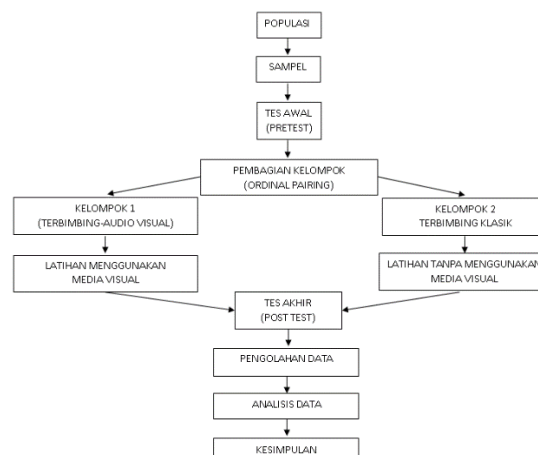 POPULASI
SAMPEL
TES AWAL
(PRETEST)
PEMBAGIAN KELOMPOK
(ORDINAL PAIRING)
KELOMPOK 1
(TERBIMBING-AUDIO VISUAL)
KELOMPOK 2
TERBIMBING KLASIK
LATIHAN MENGGUNAKAN
MEDIA VISUAL
LATIHAN TANPA MENGGUNAKAN
MEDIA VISUAL
TES AKHIR
(POST TEST)
PENGOLAHAN DATA
ANALISIS DATA
KESIMPULAN